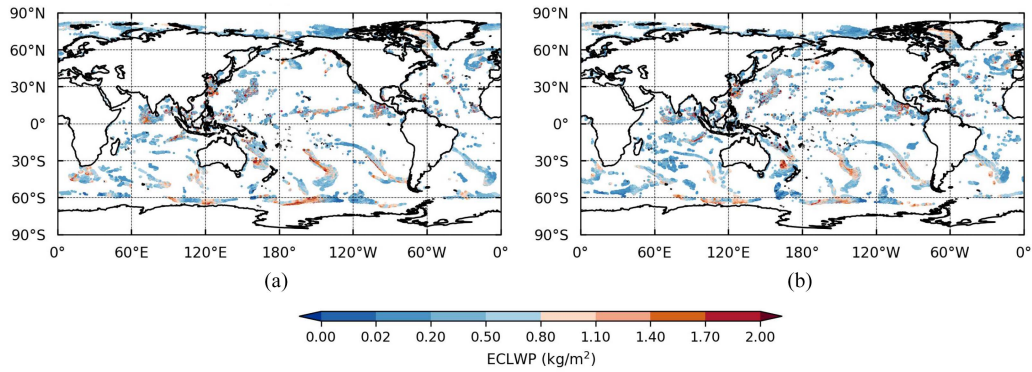 90°N 90°N
60°N 60°N
30°N 30°N
0° 0°
30°S 30°S
60°S 60°S
90°S 90°S
0° 60°E 120°E 180° 120°W 60°W 0° 0° 60°E 120°E 180° 120°W 60°W 0°
(a) (b)
0.00 0.02 0.20 0.50 0.80 1.10 1.40 1.70 2.00
ECLWP (kg/m²)